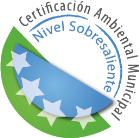 Certificación Ambiental Municipal
Nivel Sobresaliente